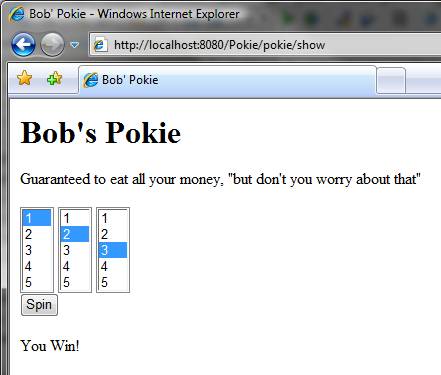 Bob' Pokie - Windows Internet Explorer
http://localhost:8080/Pokie/pokie/show
Bob' Pokie
Bob's Pokie
Guaranteed to eat all your money, "but don't you worry about that"
1 1 1
2 2 2
3 3 3
4 4 4
5 5 5
Spin
You Win!